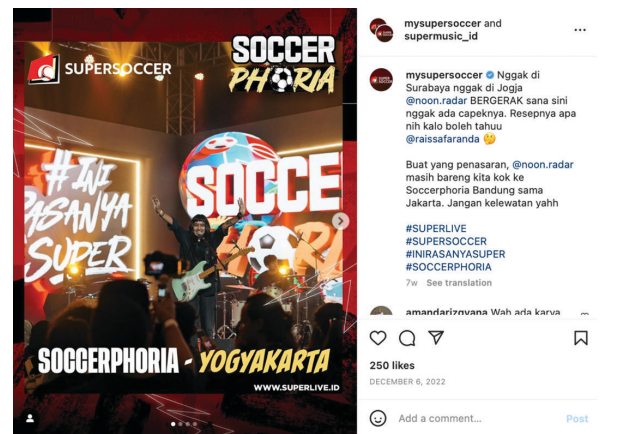 SUPERSOCCER
SOCCER
PHORIA
#INI
RASANYA
SUPER
SOCCE
SOCCERPHORIA - YOGYAKARTA
WWW.SUPERLIVE.ID
mysupersoccer and
supermusic_id
mysupersoccer Nggak di
Surabaya nggak di Jogja
@noon.radar BERGERAK sana sini
nggak ada capeknya. Resepnya apa
nih kalo boleh tahuu
@raissafaranda 🤔
Buat yang penasaran, @noon.radar
masih bareng kita kok ke
Soccerphoria Bandung sama
Jakarta. Jangan kelewatan yahh
#SUPERLIVE
#SUPERSOCCER
#INIRASANYASUPER
#SOCCERPHORIA
7w See translation
amandarizqyana Wah ada karya
250 likes
DECEMBER 6, 2022
Add a comment...
Post